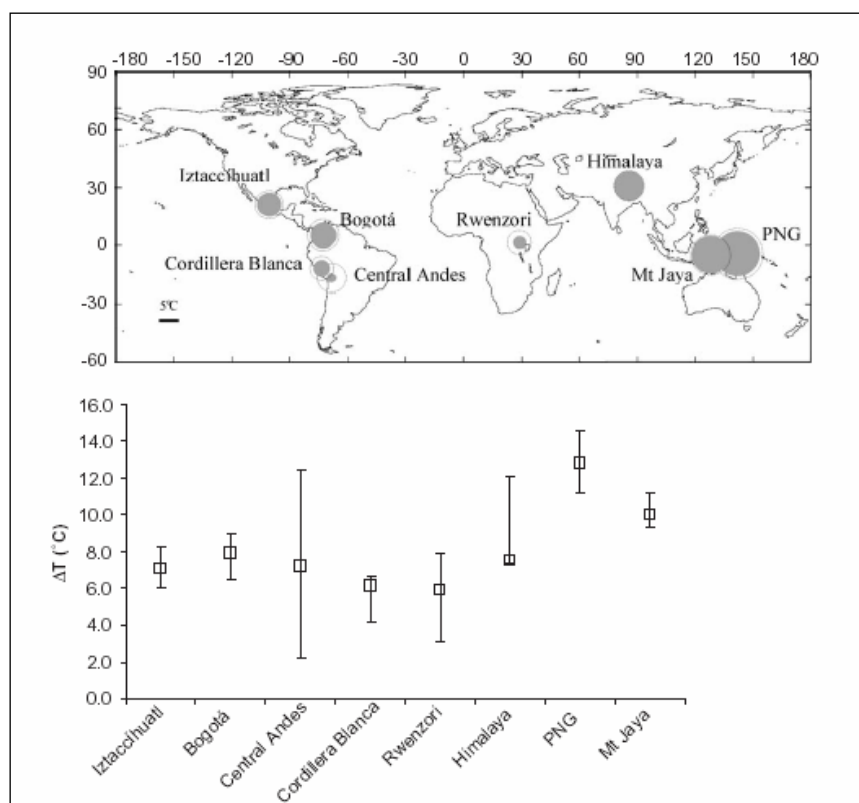 -180 -150 -120 -90 -60 -30 0 30 60 90 120 150 180
90
60
30
0
-30
-60
Iztaccíhuatl
Himalaya
Bogotá
Rwenzori
PNG
Cordillera Blanca
Central Andes
Mt Jaya
5°C
16.0
14.0
12.0
10.0
8.0
6.0
4.0
2.0
0.0
ΔT (°C)
Iztaccíhuatl
Bogotá
Central Andes
Cordillera Blanca
Rwenzori
Himalaya
PNG
Mt Jaya